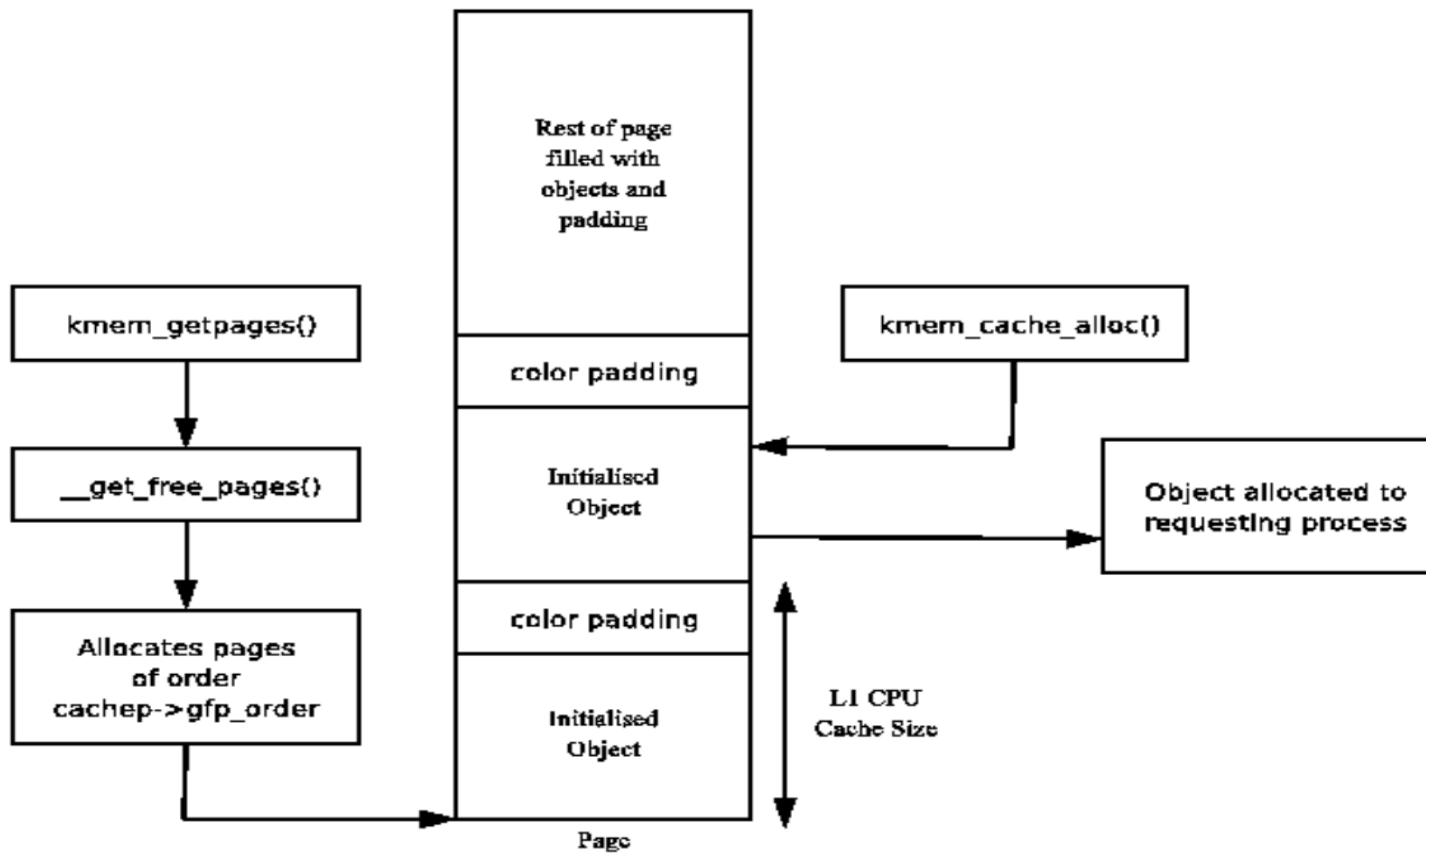 Rest of page
filled with
objects and
padding
kmem_getpages()
kmem_cache_alloc()
color padding
__get_free_pages()
Initialised
Object
Object allocated to
requesting process
color padding
Allocates pages
of order
cachep->gfp_order
Initialised
Object
L1 CPU
Cache Size
Page